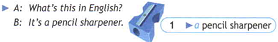 ▶ A: What's this in English?
B: It's a pencil sharpener.
1 ▶ a pencil sharpener